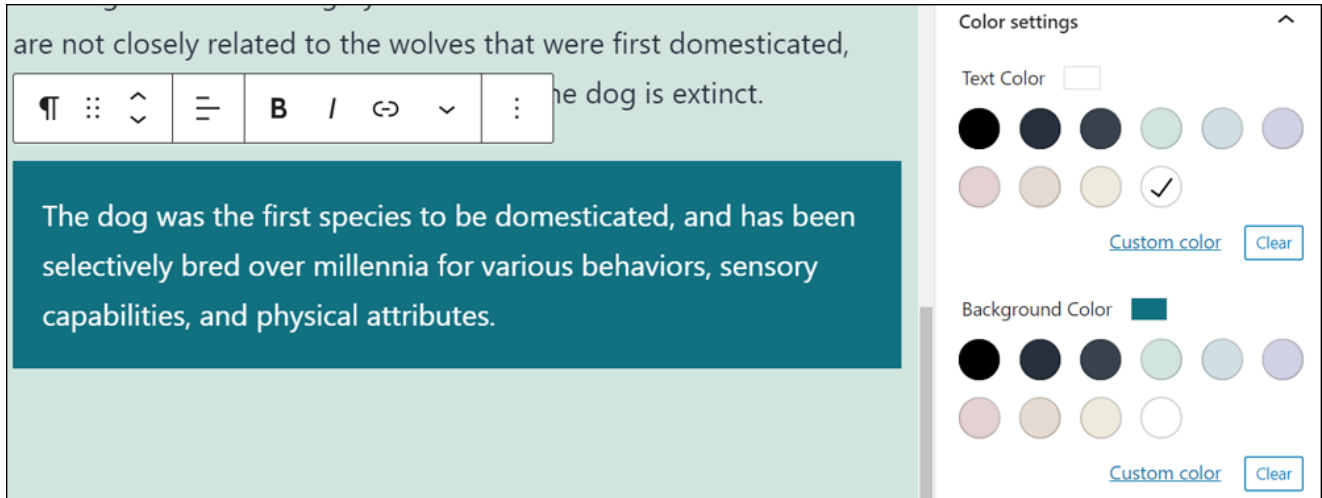 are not closely related to the wolves that were first domesticated,
he dog is extinct.
¶ B I
The dog was the first species to be domesticated, and has been
selectively bred over millennia for various behaviors, sensory
capabilities, and physical attributes.
Color settings
Text Color
Custom color Clear
Background Color
Custom color Clear